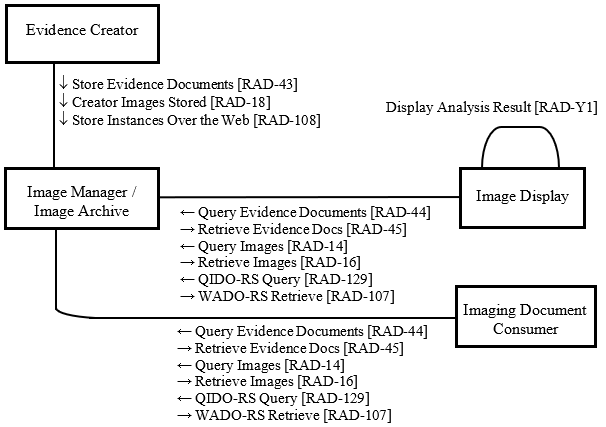 Evidence Creator
↓ Store Evidence Documents [RAD-43]
↓ Creator Images Stored [RAD-18]
↓ Store Instances Over the Web [RAD-108]
Display Analysis Result [RAD-Y1]
Image Manager /
Image Archive
Image Display
← Query Evidence Documents [RAD-44]
→ Retrieve Evidence Docs [RAD-45]
← Query Images [RAD-14]
→ Retrieve Images [RAD-16]
← QIDO-RS Query [RAD-129]
→ WADO-RS Retrieve [RAD-107]
Imaging Document
Consumer
← Query Evidence Documents [RAD-44]
→ Retrieve Evidence Docs [RAD-45]
← Query Images [RAD-14]
→ Retrieve Images [RAD-16]
← QIDO-RS Query [RAD-129]
→ WADO-RS Retrieve [RAD-107]